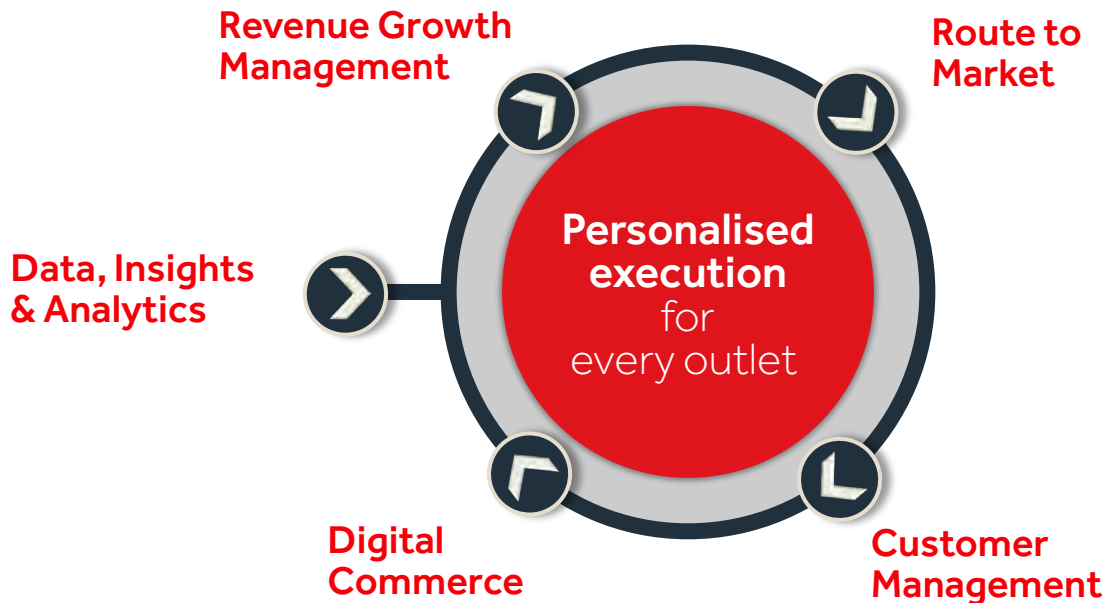 Revenue Growth
Management
Route to
Market
Personalised
execution
for
every outlet
Data, Insights
& Analytics
Digital
Commerce
Customer
Management